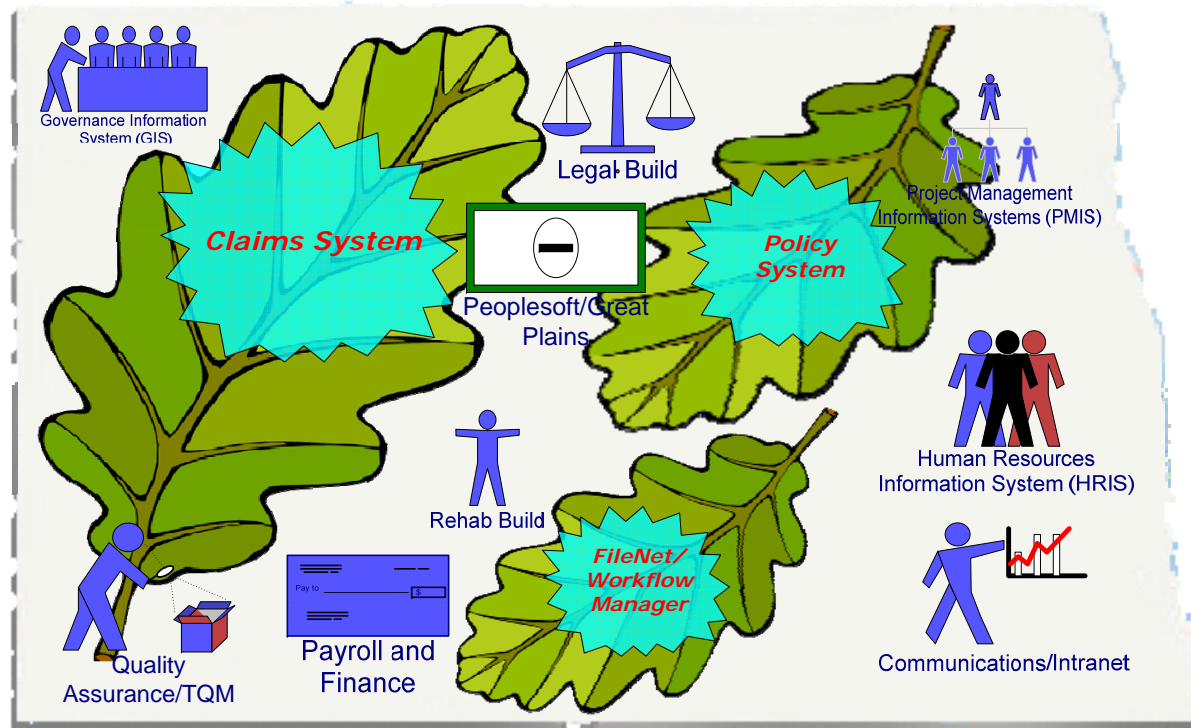 Governance Information
System (GIS)
Legal Build
Project Management
Information Systems (PMIS)
Claims System
Policy
System
Peoplesoft/Great
Plains
Human Resources
Information System (HRIS)
Rehab Build
FileNet/
Workflow
Manager
Pay to
$
Quality
Assurance/TQM
Payroll and
Finance
Communications/Intranet